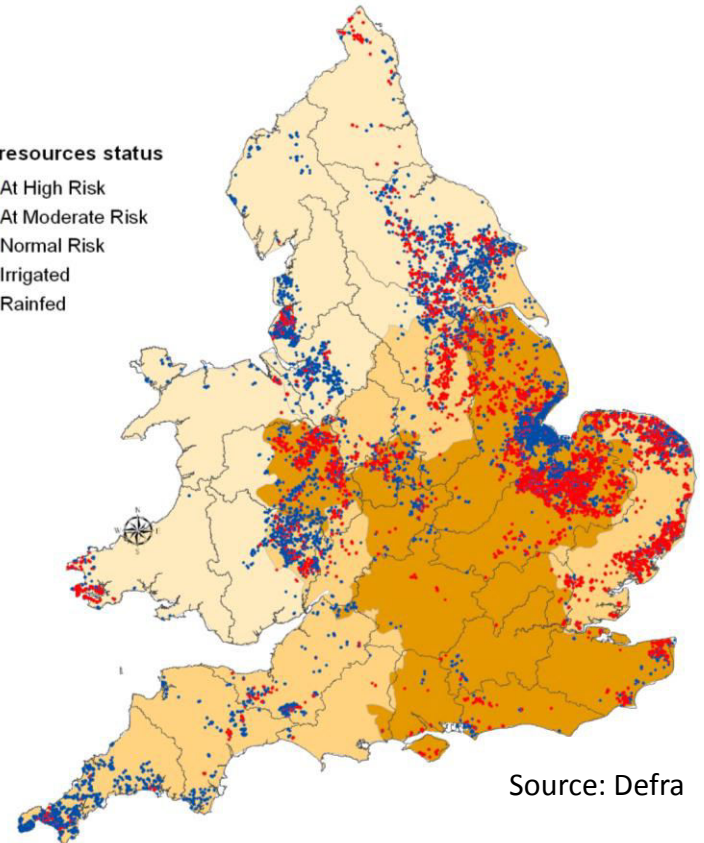 resources status
At High Risk
At Moderate Risk
Normal Risk
Irrigated
Rainfed
N
W E
S
Source: Defra